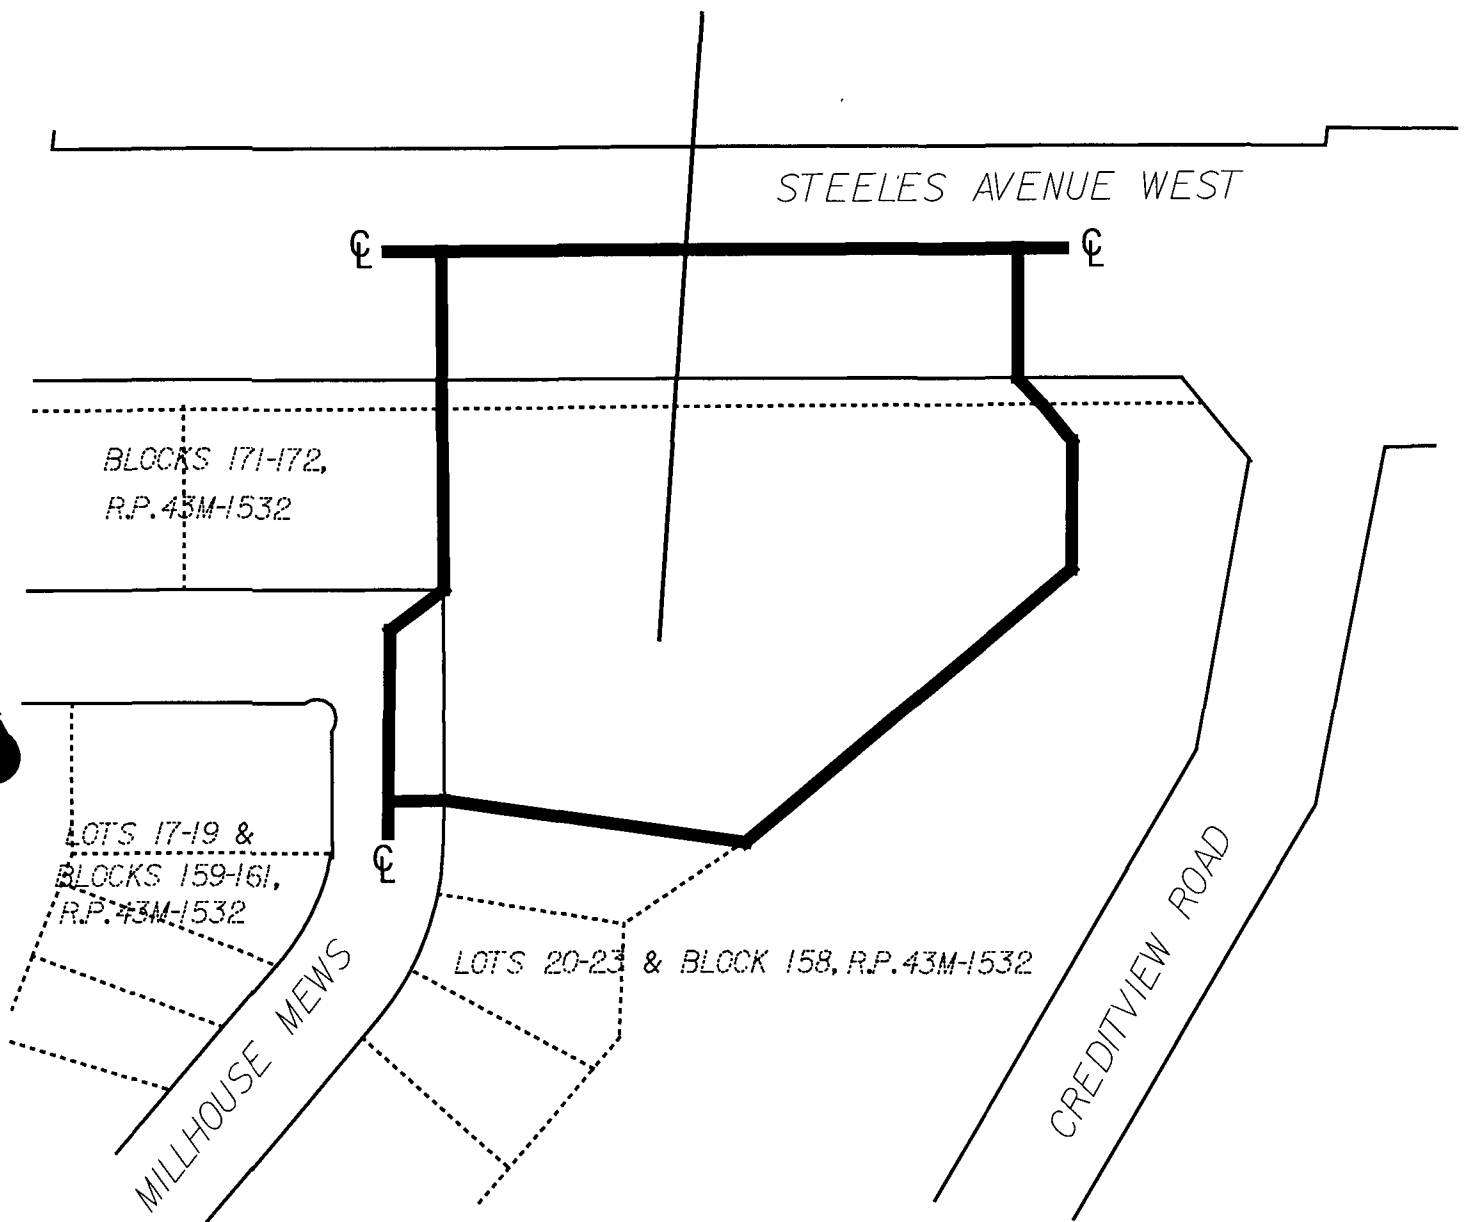 STEELES AVENUE WEST
℄ ℄
BLOCKS 171-172,
R.P. 43M-1532
LOTS 17-19 &
BLOCKS 159-161,
R.P. 43M-1532
℄
LOTS 20-23 & BLOCK 158, R.P. 43M-1532
MILLHOUSE MEWS
CREDITVIEW ROAD